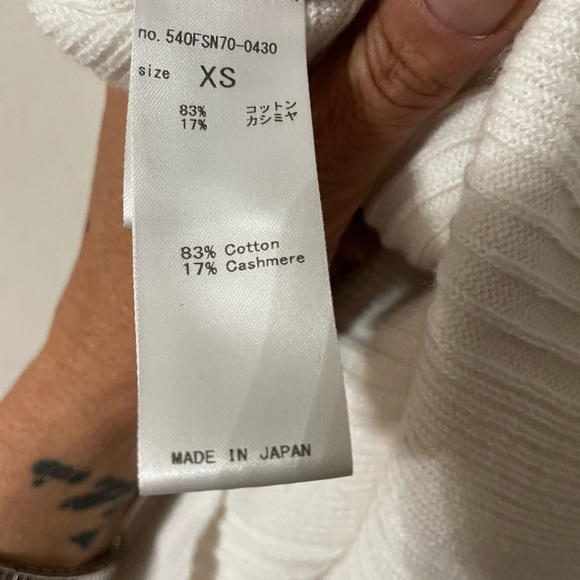 no. 540FSN70-0430
size XS
83% コットン
17% カシミヤ
83% Cotton
17% Cashmere
MADE IN JAPAN